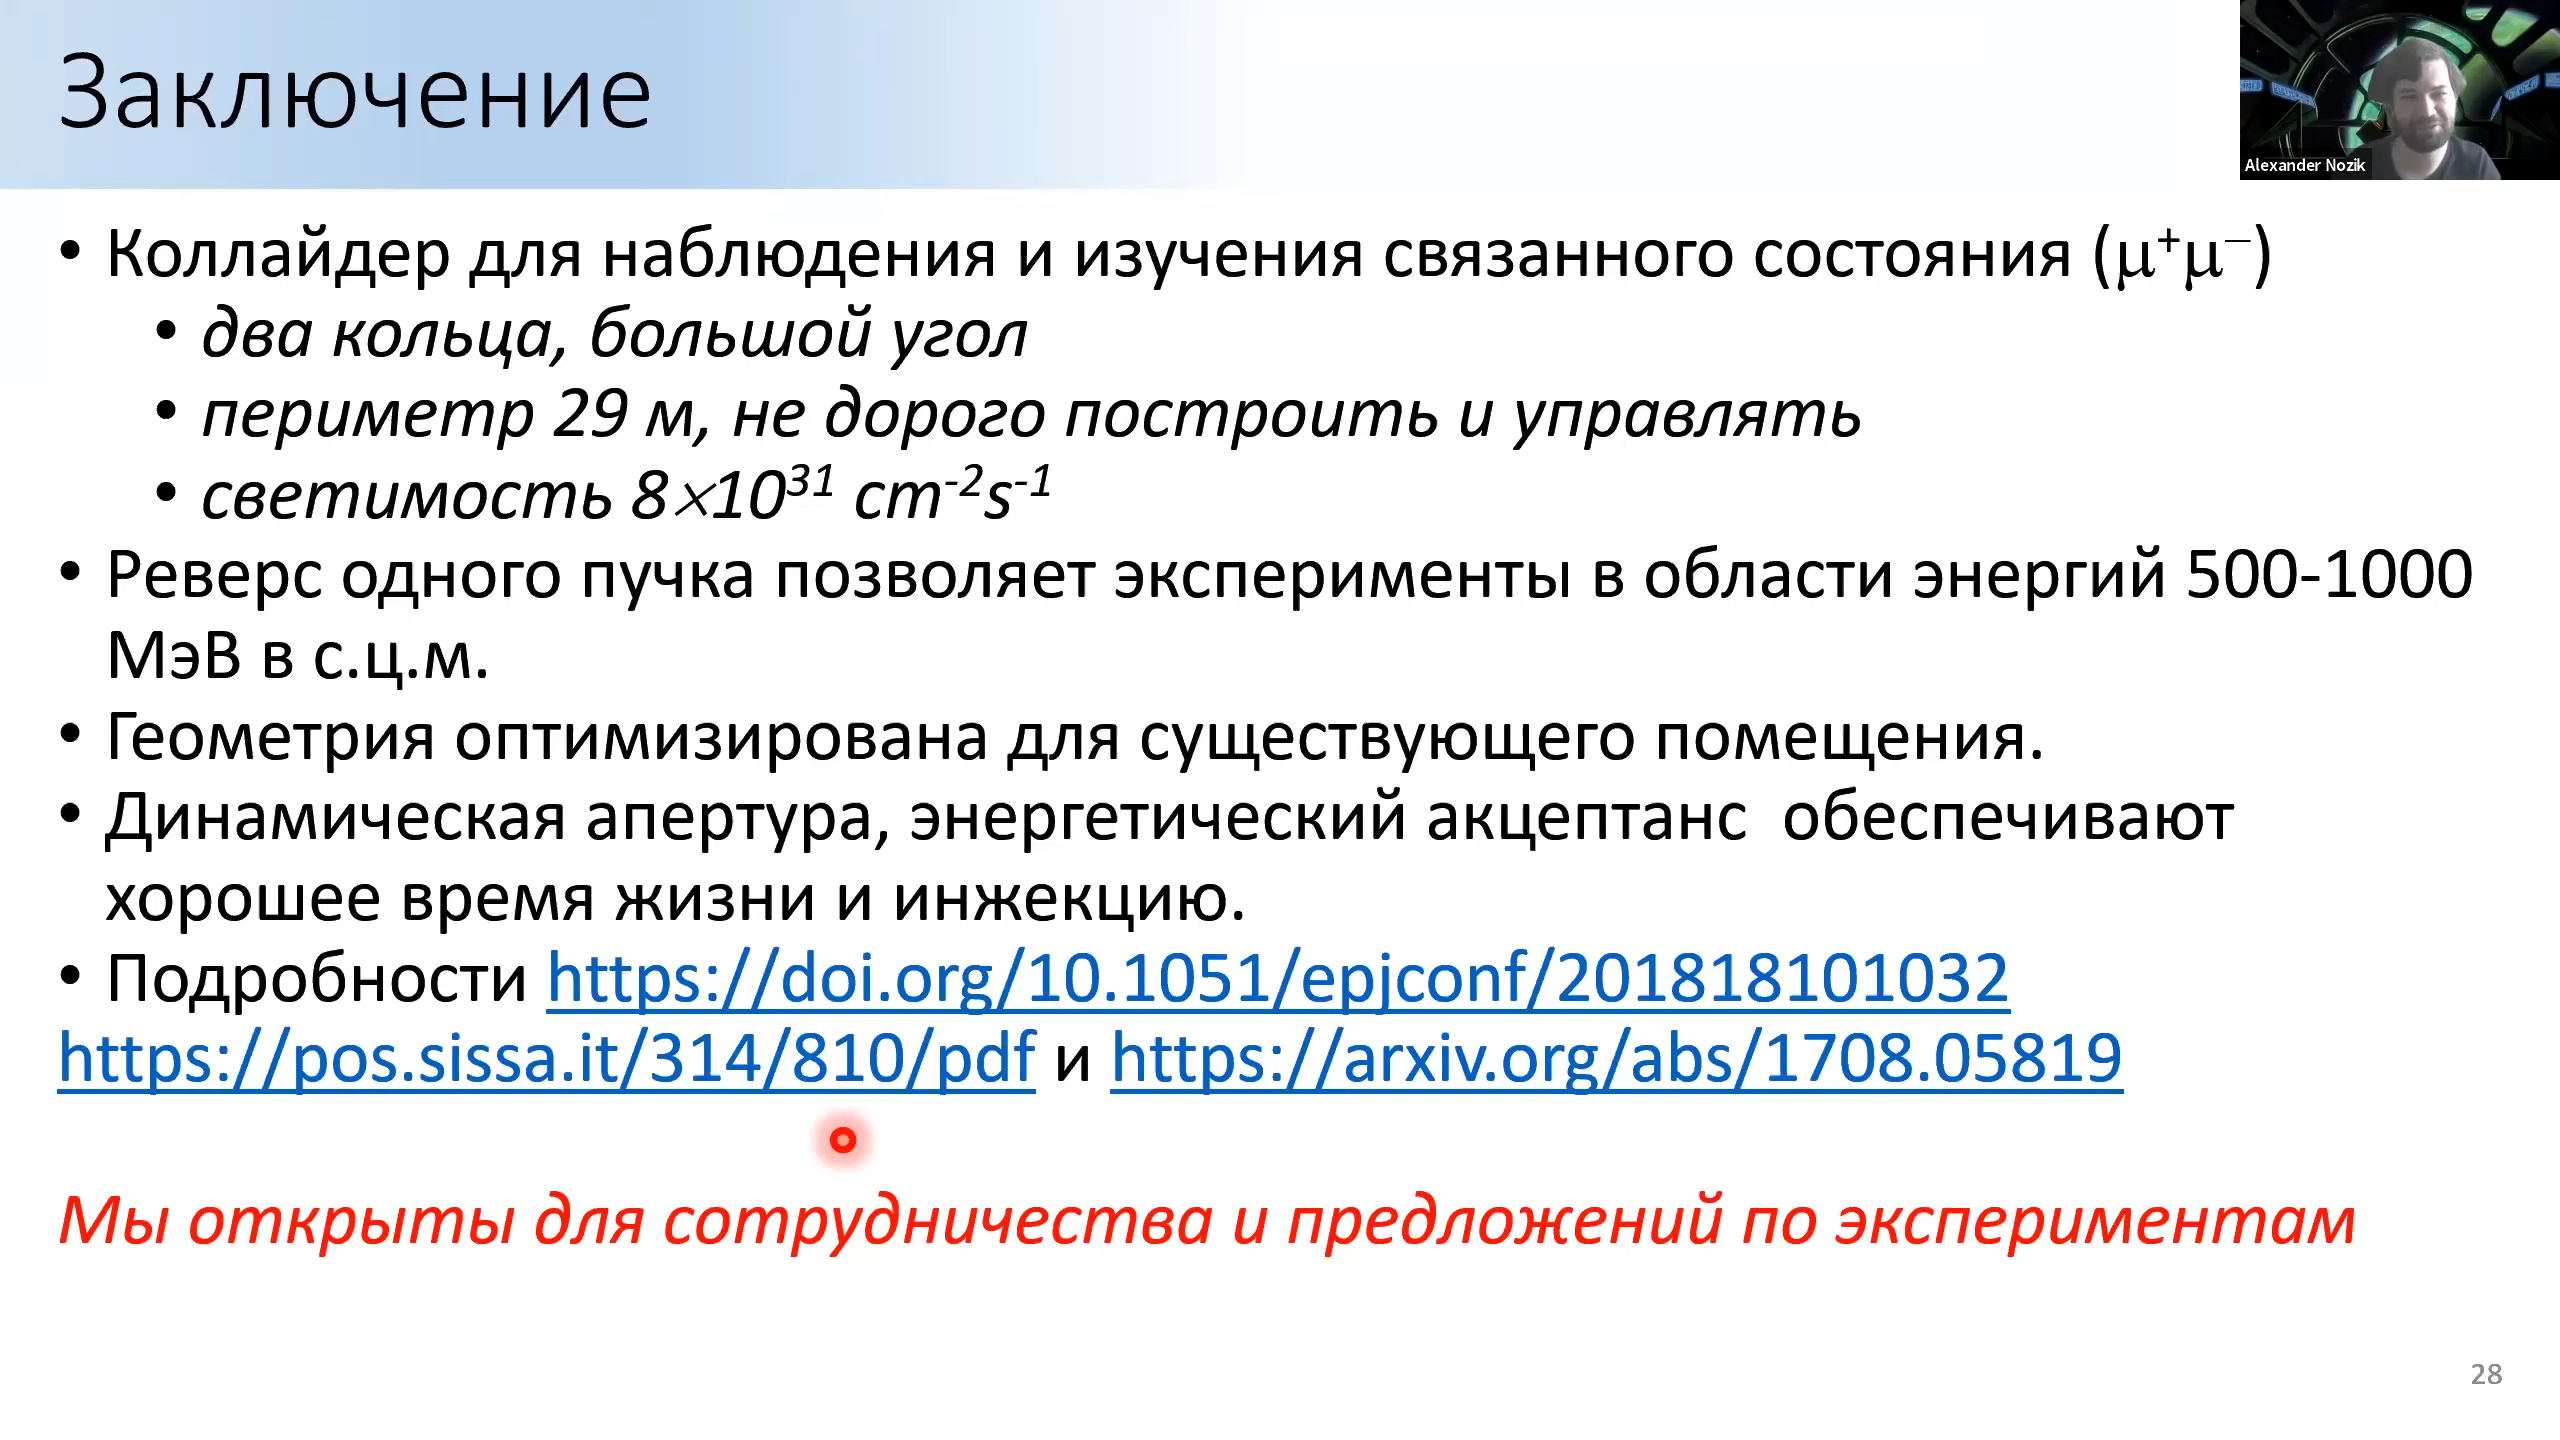 Заключение
Alexander Nozik
• Коллайдер для наблюдения и изучения связанного состояния (μ⁺μ⁻)
• два кольца, большой угол
• периметр 29 м, не дорого построить и управлять
• светимость 8×10³¹ cm⁻²s⁻¹
• Реверс одного пучка позволяет эксперименты в области энергий 500-1000
МэВ в с.ц.м.
• Геометрия оптимизирована для существующего помещения.
• Динамическая апертура, энергетический акцептанс обеспечивают
хорошее время жизни и инжекцию.
• Подробности https://doi.org/10.1051/epjconf/201818101032
https://pos.sissa.it/314/810/pdf и https://arxiv.org/abs/1708.05819
Мы открыты для сотрудничества и предложений по экспериментам
28